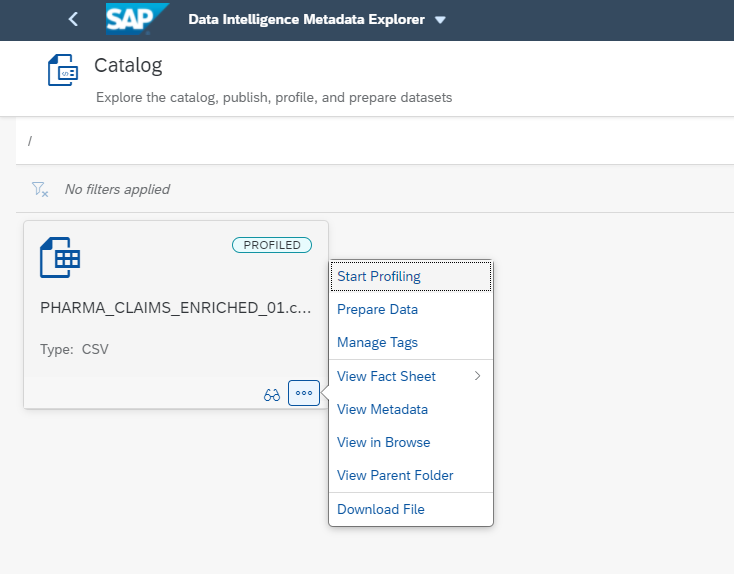 SAP Data Intelligence Metadata Explorer
Catalog
Explore the catalog, publish, profile, and prepare datasets
/
No filters applied
PROFILED
PHARMA_CLAIMS_ENRICHED_01.c...
Type: CSV
Start Profiling
Prepare Data
Manage Tags
View Fact Sheet
View Metadata
View in Browse
View Parent Folder
Download File